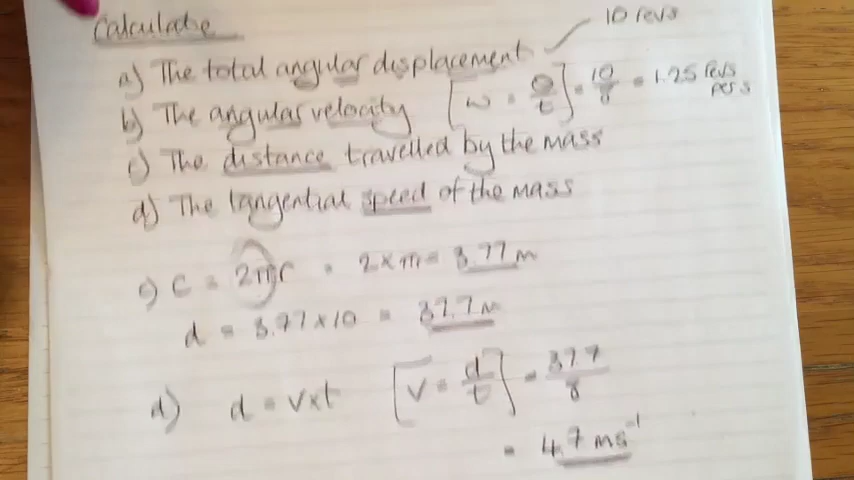 Calculate
10 revs
a) The total angular displacement
b) The angular velocity [ω = θ/t] = 10/8 = 1.25 revs per s
c) The distance travelled by the mass
d) The tangential speed of the mass
c) C = 2πr = 2 × π = 3.77 m
d = 3.77 × 10 = 37.7 m
d) d = v×t [v = d/t] = 37.7/8
= 4.7 ms⁻¹